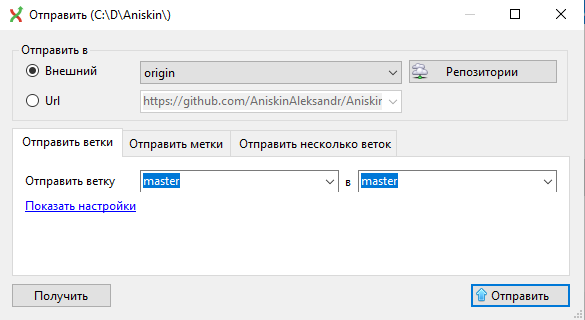 Отправить (C:\D\Aniskin\)
Отправить в
Внешний
origin
Репозитории
Url
https://github.com/AniskinAleksandr/Aniskin
Отправить ветки
Отправить метки
Отправить несколько веток
Отправить ветку
master
в
master
Показать настройки
Получить
Отправить